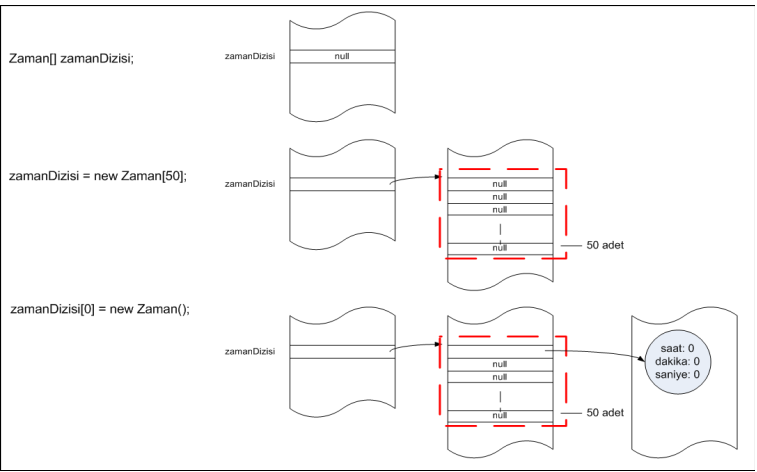 Zaman[] zamanDizisi;
zamanDizisi
null
zamanDizisi = new Zaman[50];
zamanDizisi
null
null
null
null
50 adet
zamanDizisi[0] = new Zaman();
zamanDizisi
null
null
null
50 adet
saat: 0
dakika: 0
saniye: 0